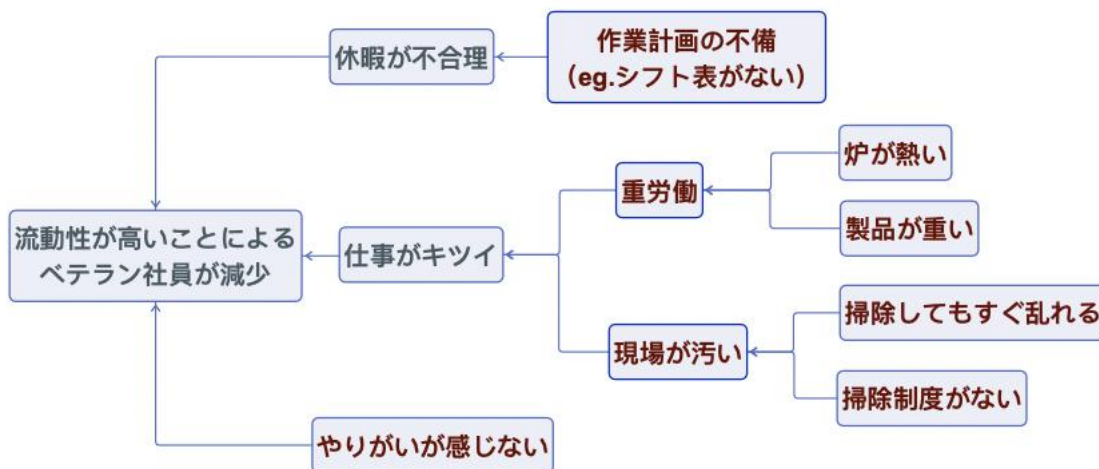 休暇が不合理
作業計画の不備
（eg.シフト表がない）
炉が熱い
重労働
製品が重い
流動性が高いことによる
ベテラン社員が減少
仕事がキツイ
掃除してもすぐ乱れる
現場が汚い
掃除制度がない
やりがいが感じない